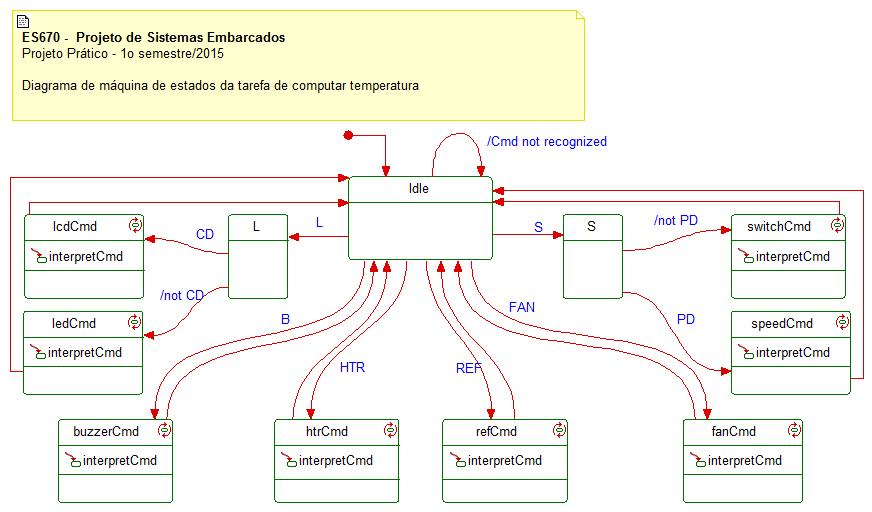 ES670 - Projeto de Sistemas Embarcados
Projeto Prático - 1o semestre/2015
Diagrama de máquina de estados da tarefa de computar temperatura
/Cmd not recognized
Idle
lcdCmd
interpretCmd
CD
L
L
S
S
/not PD
switchCmd
interpretCmd
/not CD
ledCmd
interpretCmd
B
HTR
REF
FAN
PD
speedCmd
interpretCmd
buzzerCmd
interpretCmd
htrCmd
interpretCmd
refCmd
interpretCmd
fanCmd
interpretCmd